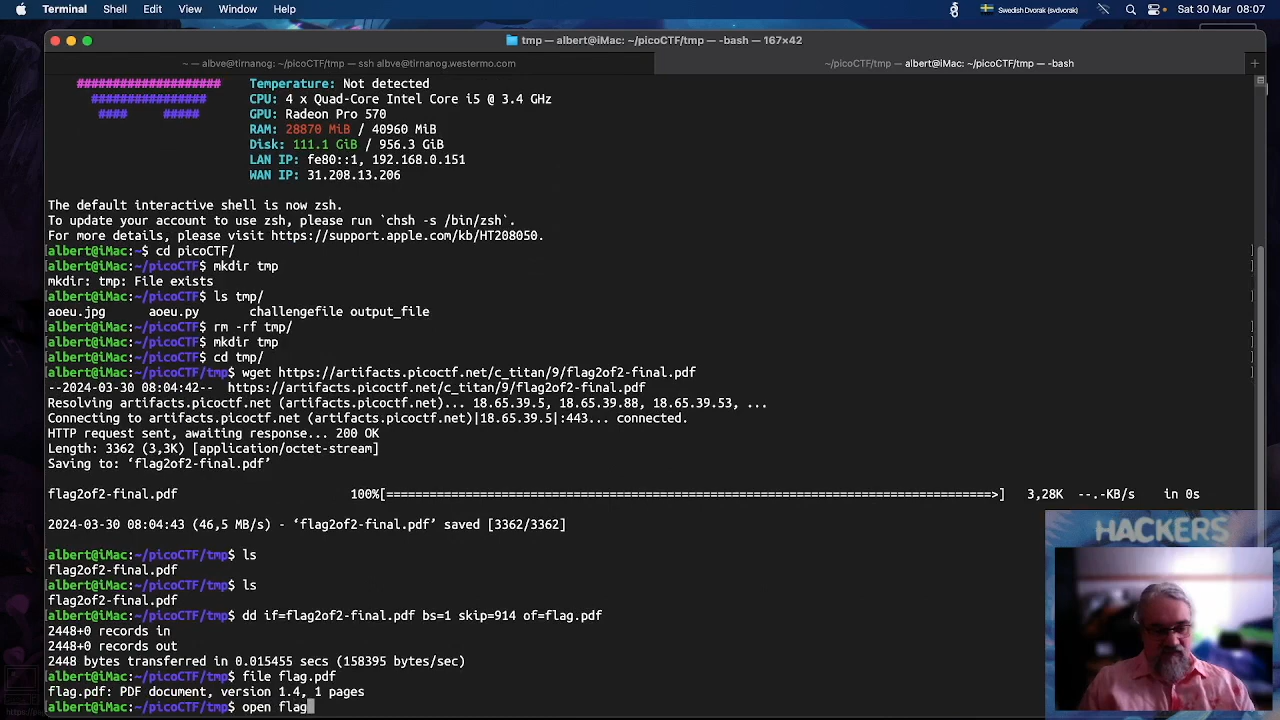 Terminal Shell Edit View Window Help
Swedish Dvorak (svdvorak)
Sat 30 Mar 08:07
tmp — albert@iMac: ~/picoCTF/tmp — -bash — 167×42
~ — albve@tirnanog: ~/picoCTF/tmp — ssh albve@tirnanog.westermo.com
~/picoCTF/tmp — albert@iMac: ~/picoCTF/tmp — -bash
#################### Temperature: Not detected
################ CPU: 4 x Quad-Core Intel Core i5 @ 3.4 GHz
#### ##### GPU: Radeon Pro 570
RAM: 28870 MiB / 40960 MiB
Disk: 111.1 GiB / 956.3 GiB
LAN IP: fe80::1, 192.168.0.151
WAN IP: 31.208.13.206
The default interactive shell is now zsh.
To update your account to use zsh, please run `chsh -s /bin/zsh`.
For more details, please visit https://support.apple.com/kb/HT208050.
[albert@iMac:~$ cd picoCTF/ ]
[albert@iMac:~/picoCTF$ mkdir tmp ]
mkdir: tmp: File exists
[albert@iMac:~/picoCTF$ ls tmp/ ]
aoeu.jpg aoeu.py challengefile output_file
[albert@iMac:~/picoCTF$ rm -rf tmp/ ]
[albert@iMac:~/picoCTF$ mkdir tmp ]
[albert@iMac:~/picoCTF$ cd tmp/ ]
[albert@iMac:~/picoCTF/tmp$ wget https://artifacts.picoctf.net/c_titan/9/flag2of2-final.pdf ]
--2024-03-30 08:04:42-- https://artifacts.picoctf.net/c_titan/9/flag2of2-final.pdf
Resolving artifacts.picoctf.net (artifacts.picoctf.net)... 18.65.39.5, 18.65.39.88, 18.65.39.53, ...
Connecting to artifacts.picoctf.net (artifacts.picoctf.net)|18.65.39.5|:443... connected.
HTTP request sent, awaiting response... 200 OK
Length: 3362 (3,3K) [application/octet-stream]
Saving to: ‘flag2of2-final.pdf’
flag2of2-final.pdf 100%[===================================================================================>] 3,28K --.-KB/s in 0s
2024-03-30 08:04:43 (46,5 MB/s) - ‘flag2of2-final.pdf’ saved [3362/3362]
[albert@iMac:~/picoCTF/tmp$ ls
flag2of2-final.pdf
[albert@iMac:~/picoCTF/tmp$ ls
flag2of2-final.pdf
[albert@iMac:~/picoCTF/tmp$ dd if=flag2of2-final.pdf bs=1 skip=914 of=flag.pdf
2448+0 records in
2448+0 records out
2448 bytes transferred in 0.015455 secs (158395 bytes/sec)
[albert@iMac:~/picoCTF/tmp$ file flag.pdf
flag.pdf: PDF document, version 1.4, 1 pages
albert@iMac:~/picoCTF/tmp$ open flag
HACKERS